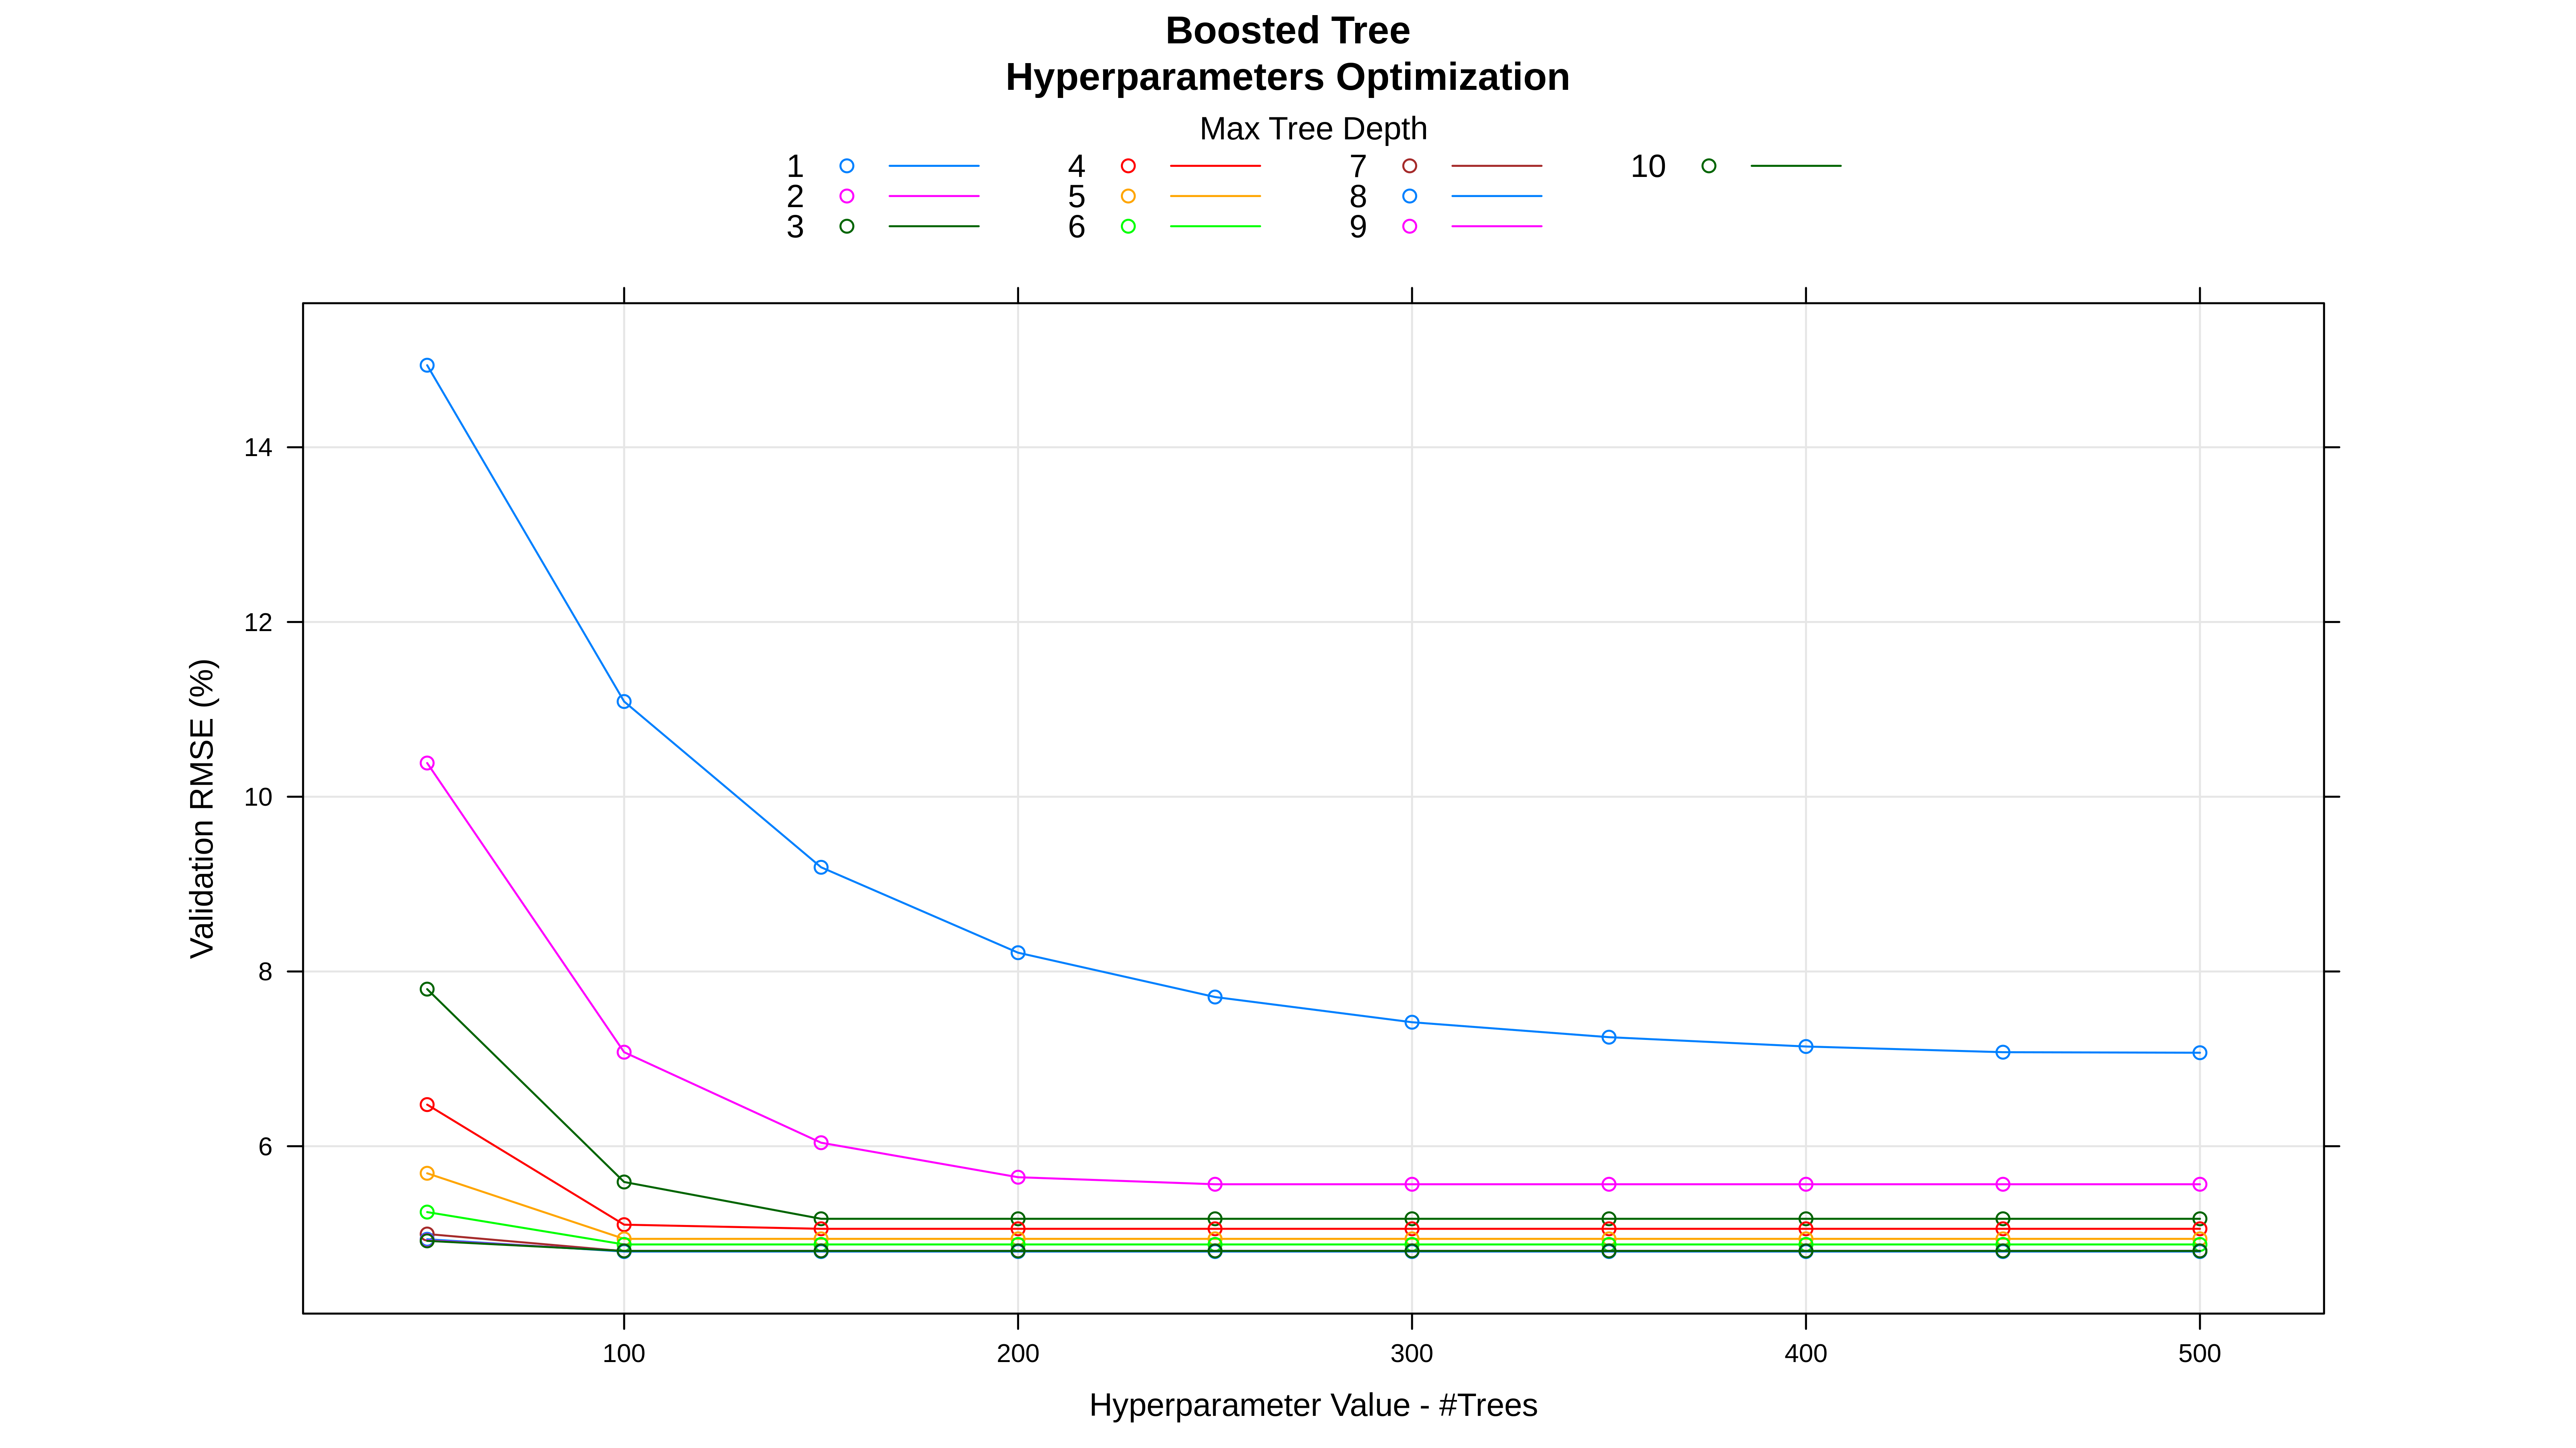 Boosted Tree
Hyperparameters Optimization
Max Tree Depth
1 4 7 10
2 5 8
3 6 9
14
12
10
8
6
Validation RMSE (%)
100 200 300 400 500
Hyperparameter Value - #Trees